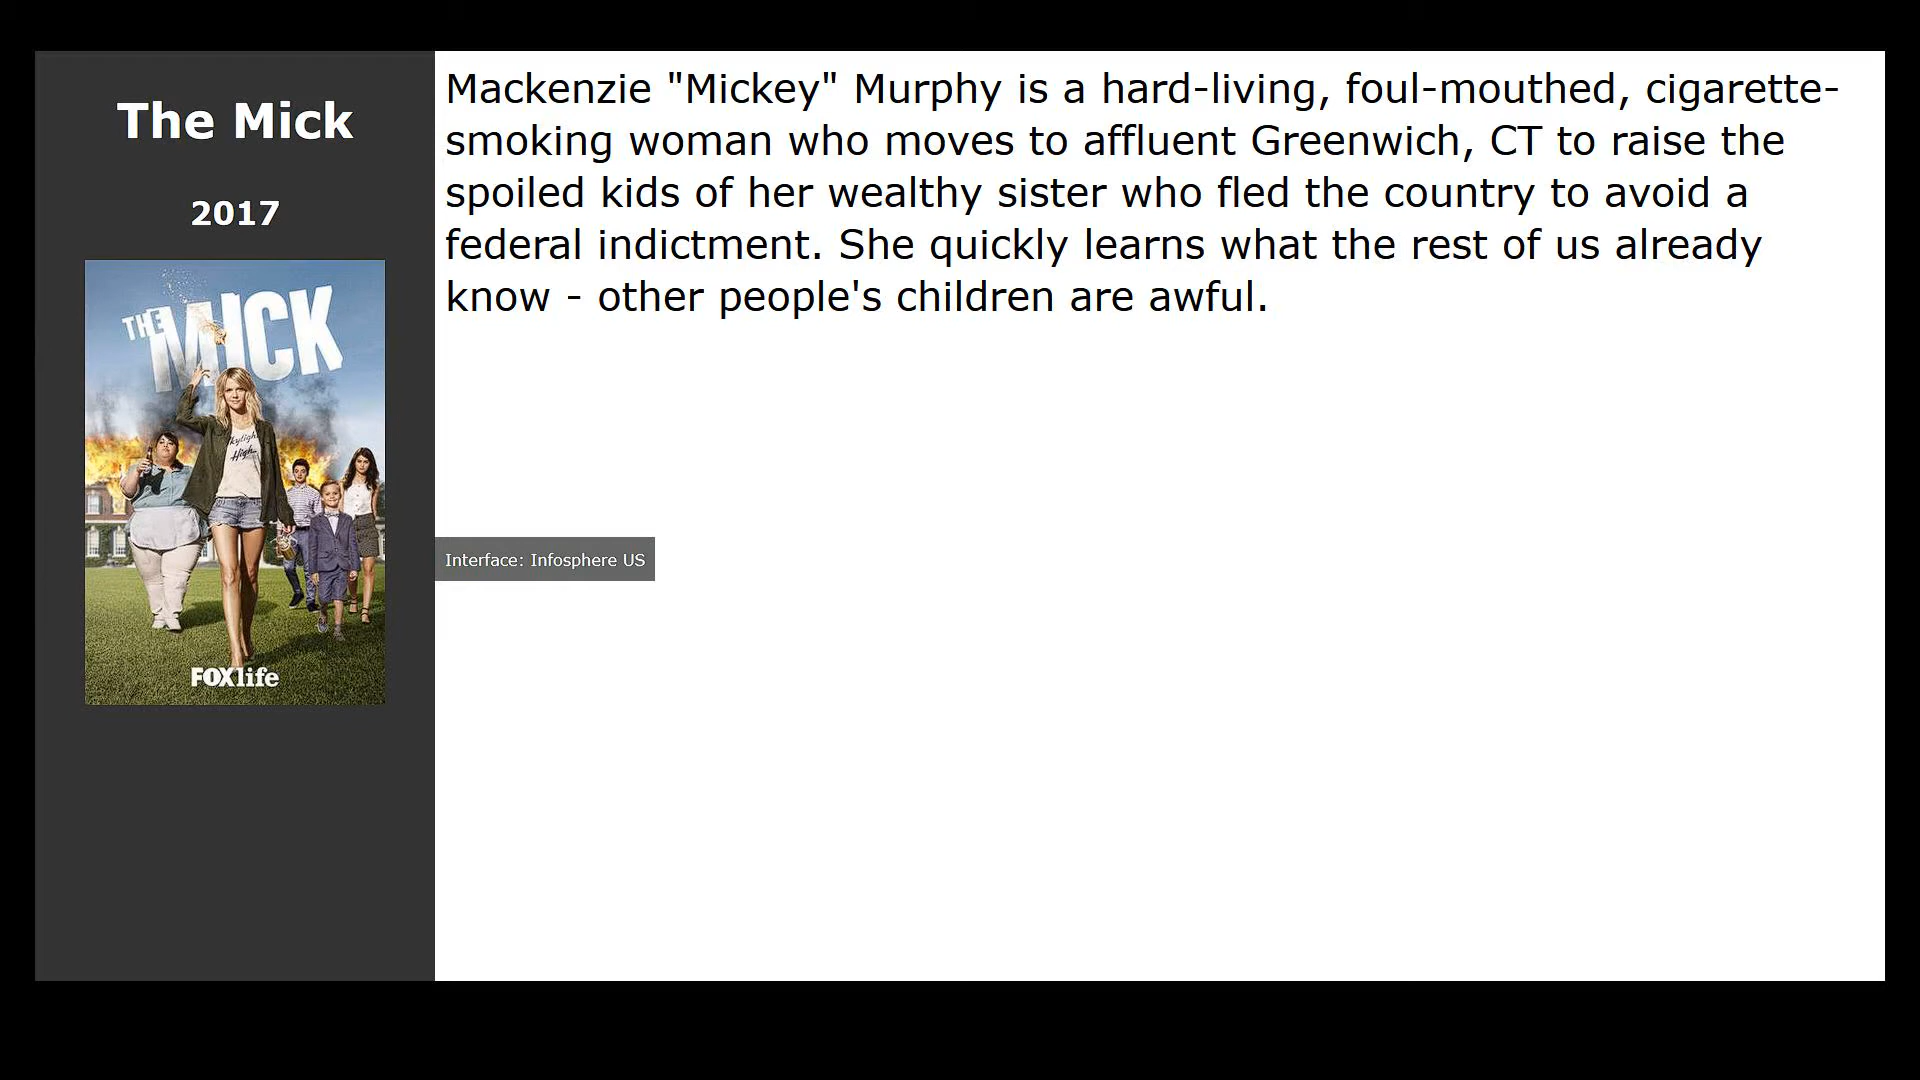 The Mick
2017
THE MICK
Skylight
High
FOXlife
Mackenzie "Mickey" Murphy is a hard-living, foul-mouthed, cigarette-
smoking woman who moves to affluent Greenwich, CT to raise the
spoiled kids of her wealthy sister who fled the country to avoid a
federal indictment. She quickly learns what the rest of us already
know - other people's children are awful.
Interface: Infosphere US